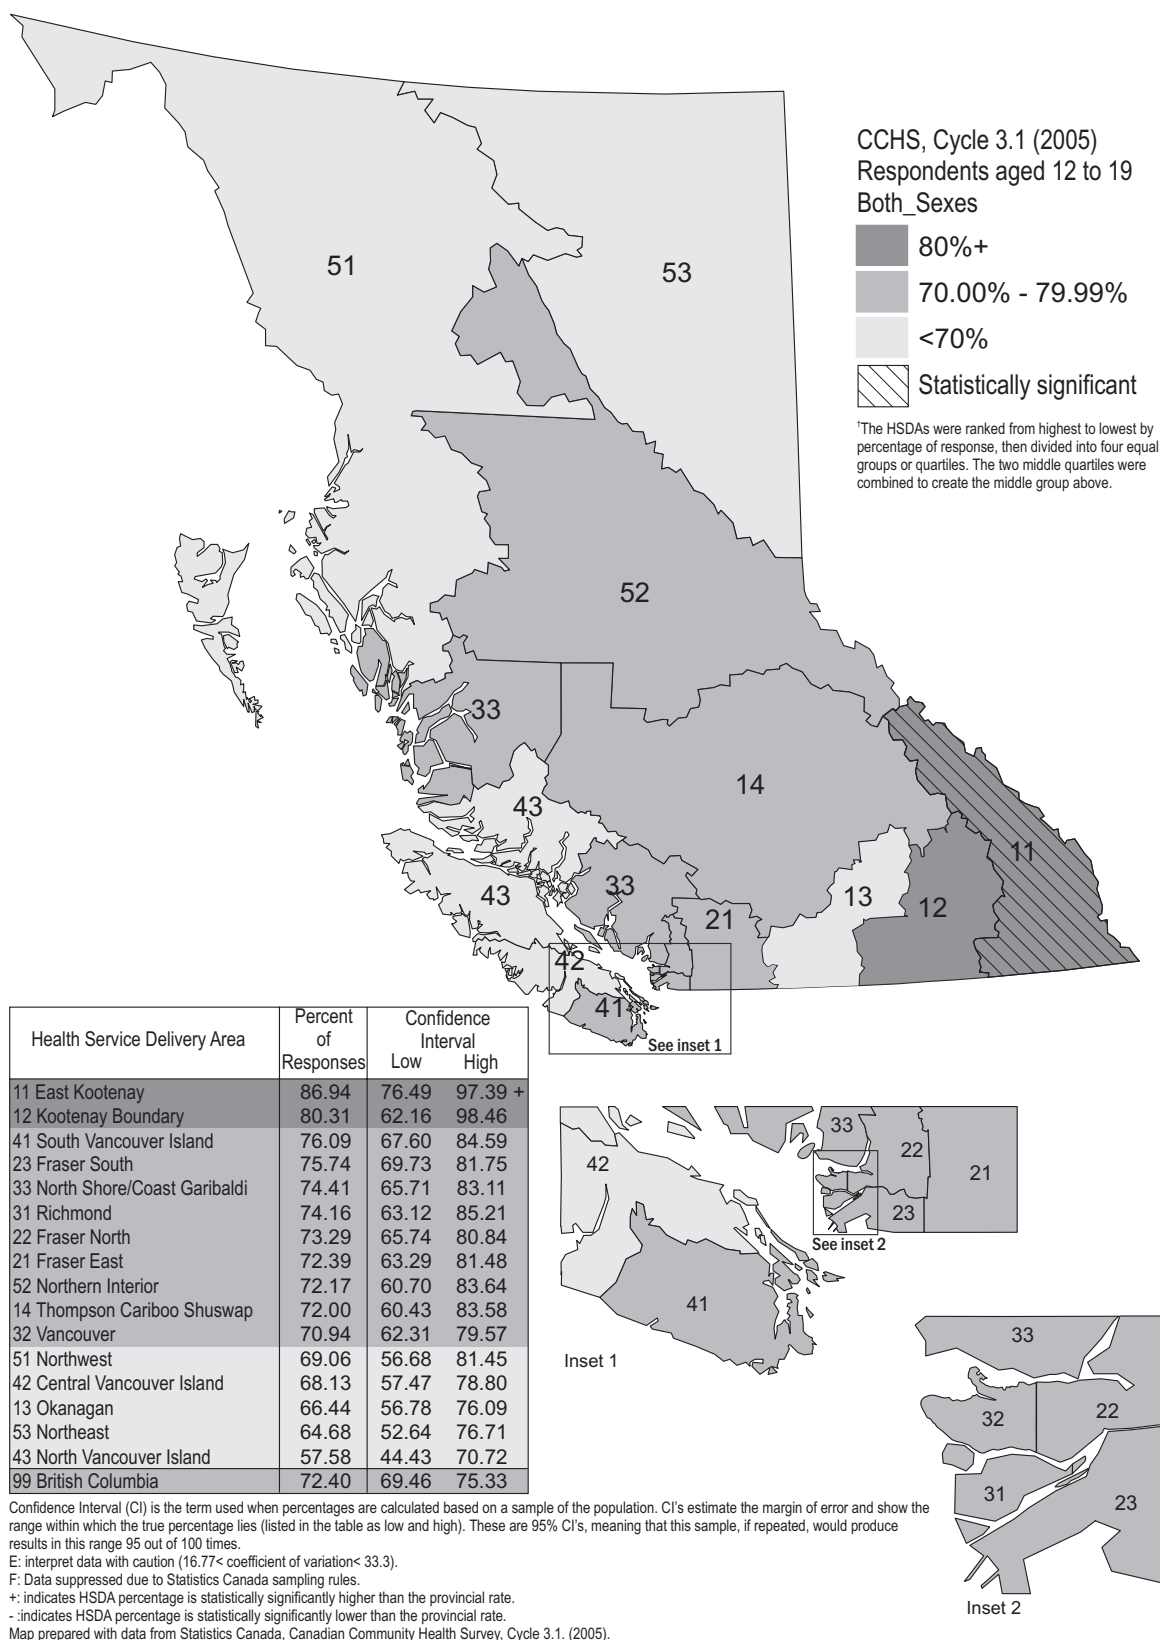 CCHS, Cycle 3.1 (2005)
Respondents aged 12 to 19
Both_Sexes
80%+
70.00% - 79.99%
<70%
Statistically significant
†The HSDAs were ranked from highest to lowest by
percentage of response, then divided into four equal
groups or quartiles. The two middle quartiles were
combined to create the middle group above.
51
53
52
33
14
43
11
43
33
13
12
21
42
41
See inset 1
Health Service Delivery Area
Percent of Responses
Confidence Interval
Low High
11 East Kootenay 86.94 76.49 97.39 +
12 Kootenay Boundary 80.31 62.16 98.46
41 South Vancouver Island 76.09 67.60 84.59
23 Fraser South 75.74 69.73 81.75
33 North Shore/Coast Garibaldi 74.41 65.71 83.11
31 Richmond 74.16 63.12 85.21
22 Fraser North 73.29 65.74 80.84
21 Fraser East 72.39 63.29 81.48
52 Northern Interior 72.17 60.70 83.64
14 Thompson Cariboo Shuswap 72.00 60.43 83.58
32 Vancouver 70.94 62.31 79.57
51 Northwest 69.06 56.68 81.45
42 Central Vancouver Island 68.13 57.47 78.80
13 Okanagan 66.44 56.78 76.09
53 Northeast 64.68 52.64 76.71
43 North Vancouver Island 57.58 44.43 70.72
99 British Columbia 72.40 69.46 75.33
33
22
42
21
23
See inset 2
41
Inset 1
33
32
22
31
23
Inset 2
Confidence Interval (CI) is the term used when percentages are calculated based on a sample of the population. CI's estimate the margin of error and show the
range within which the true percentage lies (listed in the table as low and high). These are 95% CI's, meaning that this sample, if repeated, would produce
results in this range 95 out of 100 times.
E: interpret data with caution (16.77< coefficient of variation< 33.3).
F: Data suppressed due to Statistics Canada sampling rules.
+: indicates HSDA percentage is statistically significantly higher than the provincial rate.
- :indicates HSDA percentage is statistically significantly lower than the provincial rate.
Map prepared with data from Statistics Canada, Canadian Community Health Survey, Cycle 3.1. (2005).